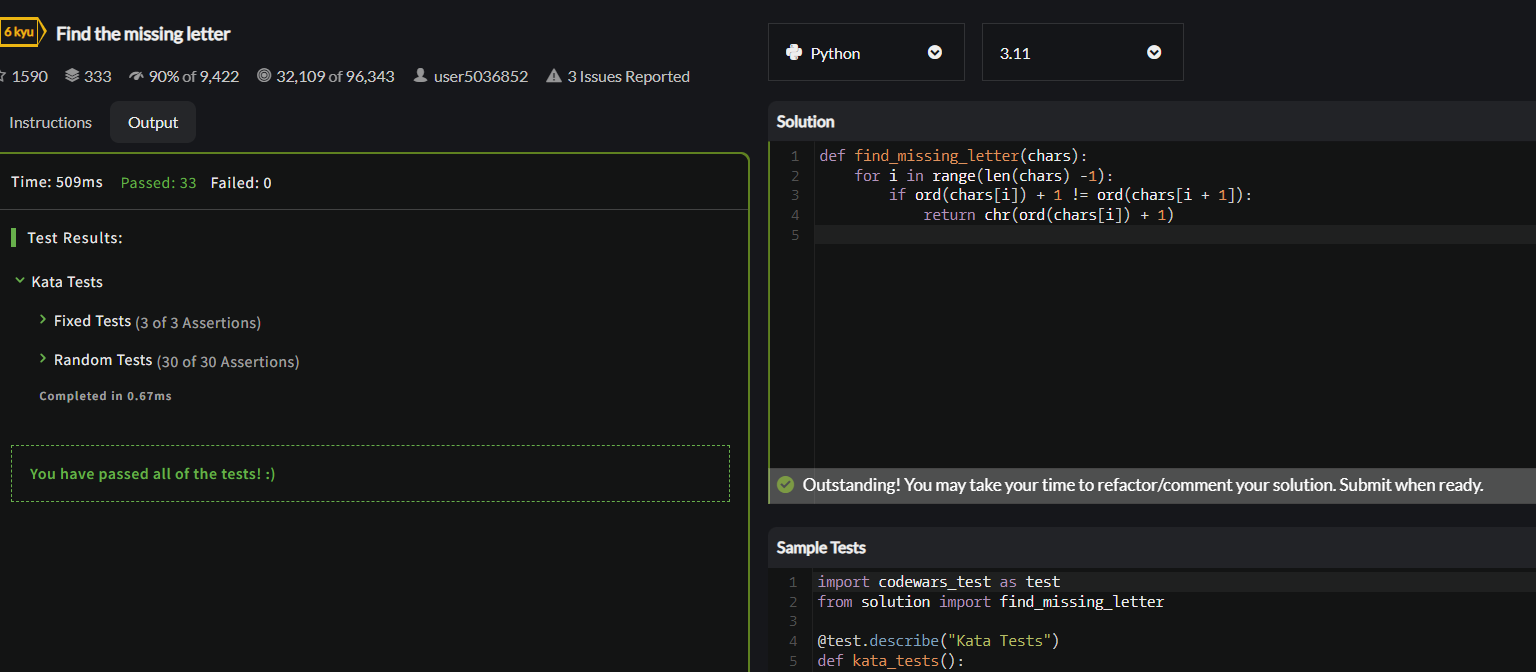 6 kyu Find the missing letter
1590 333 90% of 9,422 32,109 of 96,343 user5036852 3 Issues Reported
Instructions Output
Time: 509ms Passed: 33 Failed: 0
Test Results:
Kata Tests
Fixed Tests (3 of 3 Assertions)
Random Tests (30 of 30 Assertions)
Completed in 0.67ms
You have passed all of the tests! :)
Python 3.11
Solution
1 def find_missing_letter(chars):
2     for i in range(len(chars) -1):
3         if ord(chars[i]) + 1 != ord(chars[i + 1]):
4             return chr(ord(chars[i]) + 1)
5
Outstanding! You may take your time to refactor/comment your solution. Submit when ready.
Sample Tests
1 import codewars_test as test
2 from solution import find_missing_letter
3
4 @test.describe("Kata Tests")
5 def kata_tests():